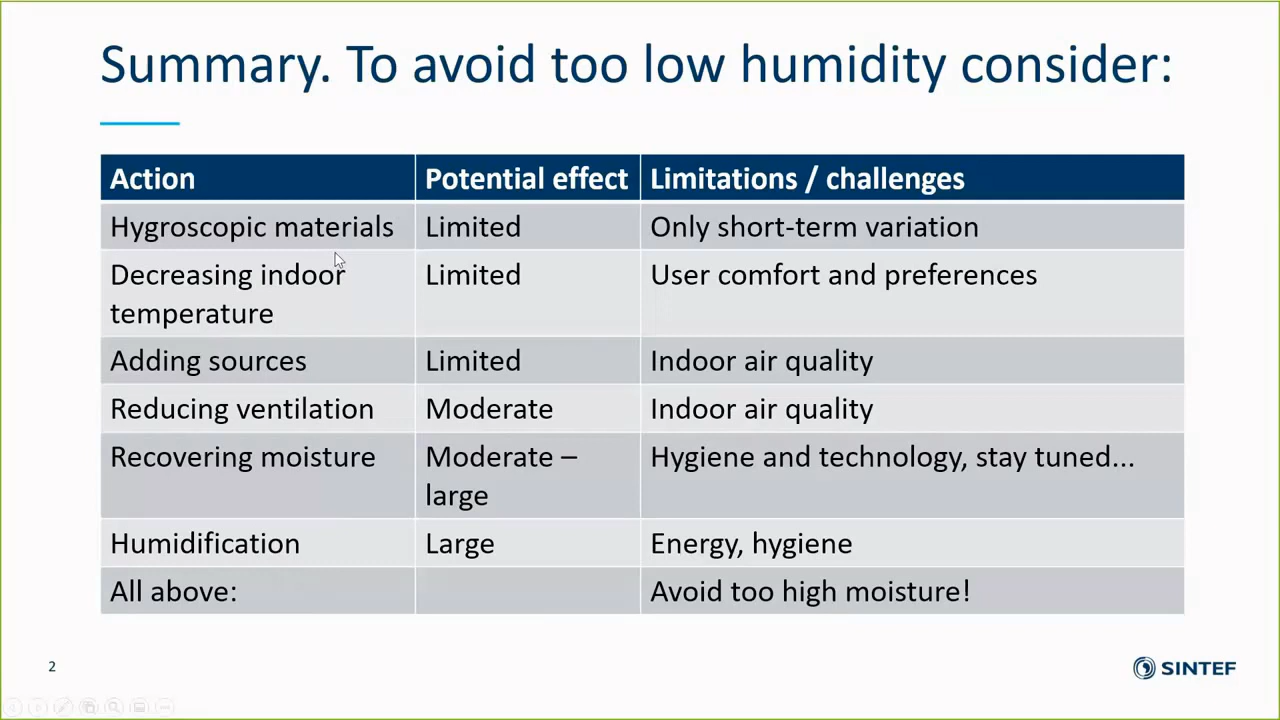 Summary. To avoid too low humidity consider:
Action Potential effect Limitations / challenges
Hygroscopic materials Limited Only short-term variation
Decreasing indoor Limited User comfort and preferences
temperature
Adding sources Limited Indoor air quality
Reducing ventilation Moderate Indoor air quality
Recovering moisture Moderate – Hygiene and technology, stay tuned...
large
Humidification Large Energy, hygiene
All above: Avoid too high moisture!
2
SINTEF